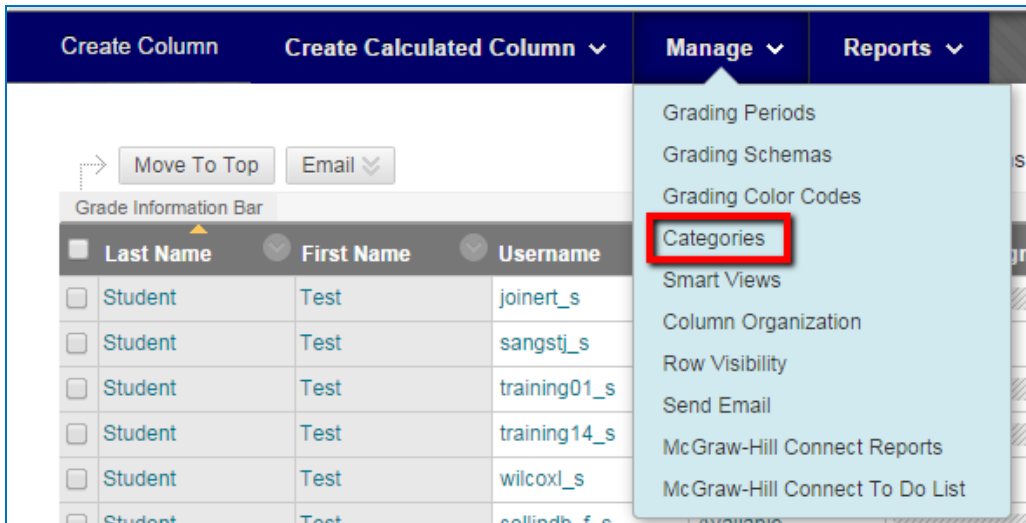 Create Column Create Calculated Column Manage Reports
Grading Periods
Grading Schemas
Grading Color Codes
Categories
Smart Views
Column Organization
Row Visibility
Send Email
McGraw-Hill Connect Reports
McGraw-Hill Connect To Do List
Move To Top Email
Grade Information Bar
Last Name First Name Username
Student Test joinert_s
Student Test sangstj_s
Student Test training01_s
Student Test training14_s
Student Test wilcoxl_s
Student Test